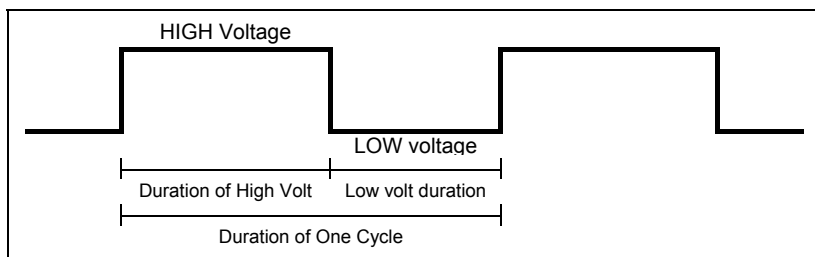 HIGH Voltage
LOW voltage
Duration of High Volt
Low volt duration
Duration of One Cycle